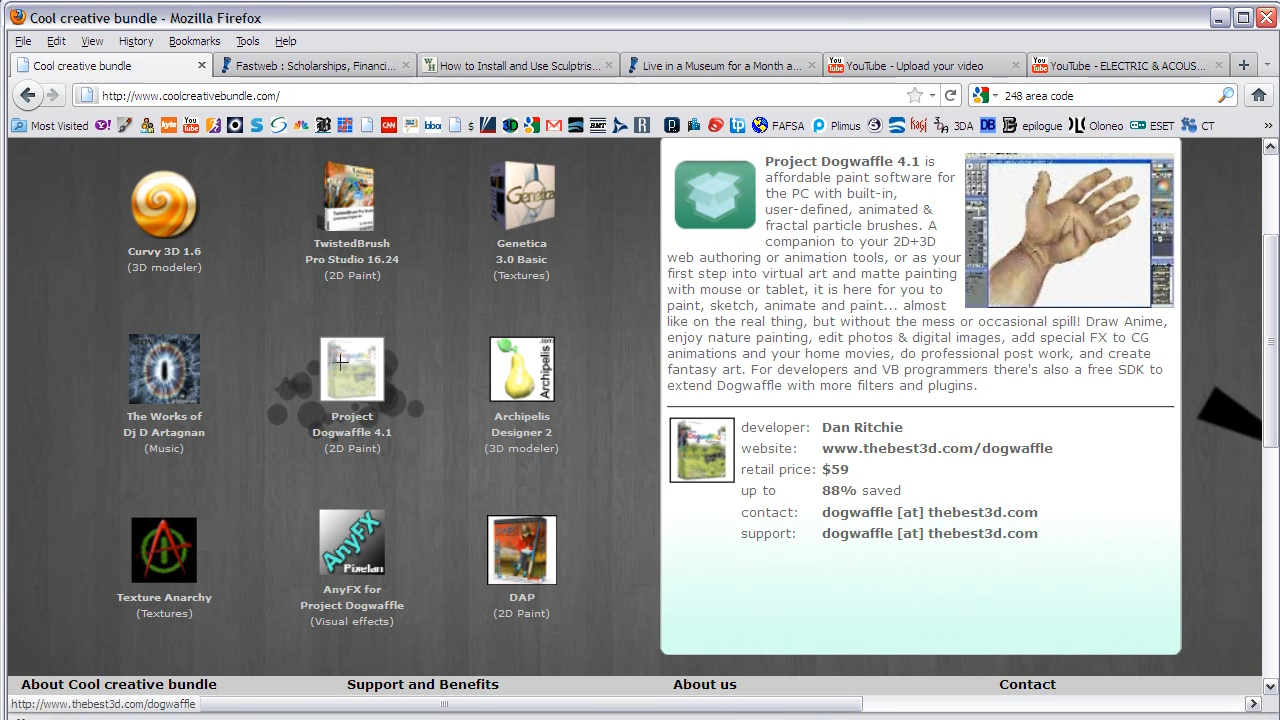 Cool creative bundle - Mozilla Firefox
File Edit View History Bookmarks Tools Help
Cool creative bundle
Fastweb : Scholarships, Financi...
How to Install and Use Sculptris...
Live in a Museum for a Month a...
YouTube - Upload your video
YouTube - ELECTRIC & ACOUS...
http://www.coolcreativebundle.com/
248 area code
Most Visited kyte CNN bbo $ BMT 3DA DB FAFSA Plimus epilogue Olonso ESET CT
Curvy 3D 1.6
(3D modeler)
TwistedBrush
Pro Studio 16.24
(2D Paint)
Genetica
Genetica
3.0 Basic
(Textures)
The Works of
Dj D Artagnan
(Music)
Project
Dogwaffle 4.1
(2D Paint)
Archipelis
Archipelis
Designer 2
(3D modeler)
Texture Anarchy
(Textures)
AnyFX
Pixelan
AnyFX for
Project Dogwaffle
(Visual effects)
DAP
(2D Paint)
Project Dogwaffle 4.1 is
affordable paint software for
the PC with built-in,
user-defined, animated &
fractal particle brushes. A
companion to your 2D+3D
web authoring or animation tools, or as your
first step into virtual art and matte painting
with mouse or tablet, it is here for you to
paint, sketch, animate and paint... almost
like on the real thing, but without the mess or occasional spill! Draw Anime,
enjoy nature painting, edit photos & digital images, add special FX to CG
animations and your home movies, do professional post work, and create
fantasy art. For developers and VB programmers there's also a free SDK to
extend Dogwaffle with more filters and plugins.
developer: Dan Ritchie
website: www.thebest3d.com/dogwaffle
retail price: $59
up to 88% saved
contact: dogwaffle [at] thebest3d.com
support: dogwaffle [at] thebest3d.com
About Cool creative bundle Support and Benefits About us Contact
http://www.thebest3d.com/dogwaffle